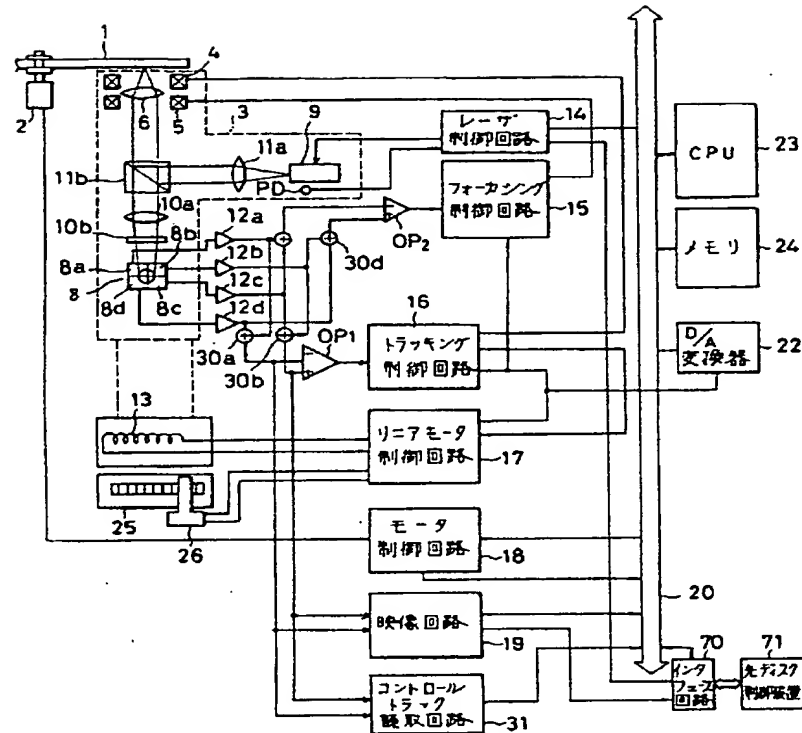 1
4
2
6
5
3
9
11a
11b
PD
レーザ
制御回路
14
CPU
23
フォーカシング
制御回路
15
OP2
10a
10b
12a
12b
12c
12d
30d
8b
8a
8
8d
8c
メモリ
24
16
トラッキング
制御回路
OP1
30a
30b
D/A
変換器
22
13
リニアモータ
制御回路
17
25
26
モータ
制御回路
18
20
映像回路
19
70
71
インタ
フェース
回路
光ディスク
制御装置
コントロール
トラック
読取回路
31